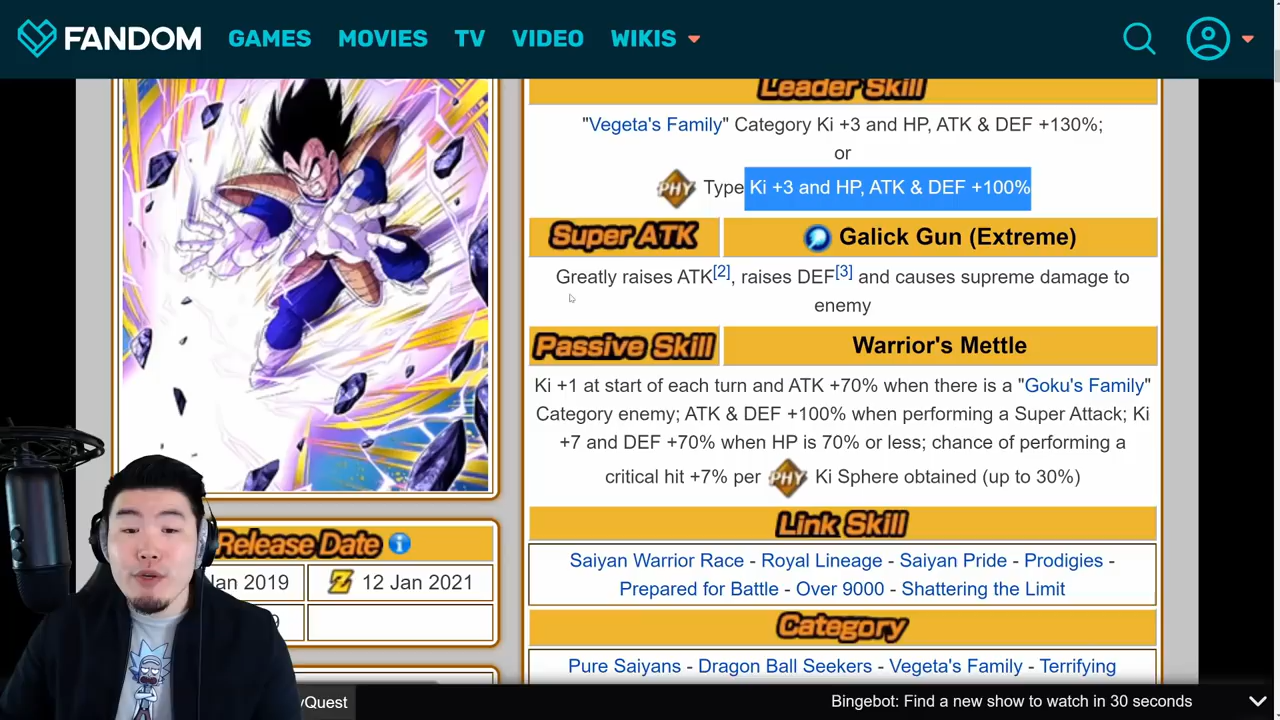 FANDOM GAMES MOVIES TV VIDEO WIKIS
Leader Skill
"Vegeta's Family" Category Ki +3 and HP, ATK & DEF +130%;
or
PHY Type Ki +3 and HP, ATK & DEF +100%
Super ATK Galick Gun (Extreme)
Greatly raises ATK[2], raises DEF[3] and causes supreme damage to
enemy
Passive Skill Warrior's Mettle
Ki +1 at start of each turn and ATK +70% when there is a "Goku's Family"
Category enemy; ATK & DEF +100% when performing a Super Attack; Ki
+7 and DEF +70% when HP is 70% or less; chance of performing a
critical hit +7% per PHY Ki Sphere obtained (up to 30%)
Link Skill
Saiyan Warrior Race - Royal Lineage - Saiyan Pride - Prodigies -
Prepared for Battle - Over 9000 - Shattering the Limit
Category
Pure Saiyans - Dragon Ball Seekers - Vegeta's Family - Terrifying
Release Date i
Jan 2019 Z 12 Jan 2021
9
yQuest
Bingebot: Find a new show to watch in 30 seconds